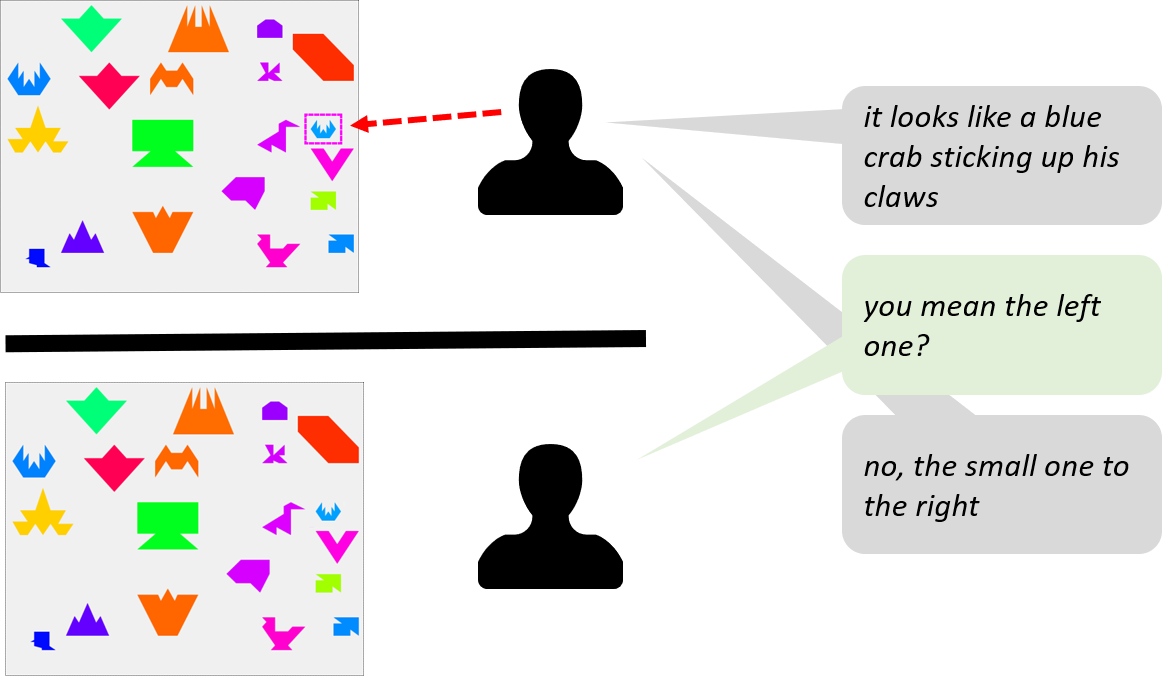 it looks like a blue
crab sticking up his
claws
you mean the left
one?
no, the small one to
the right